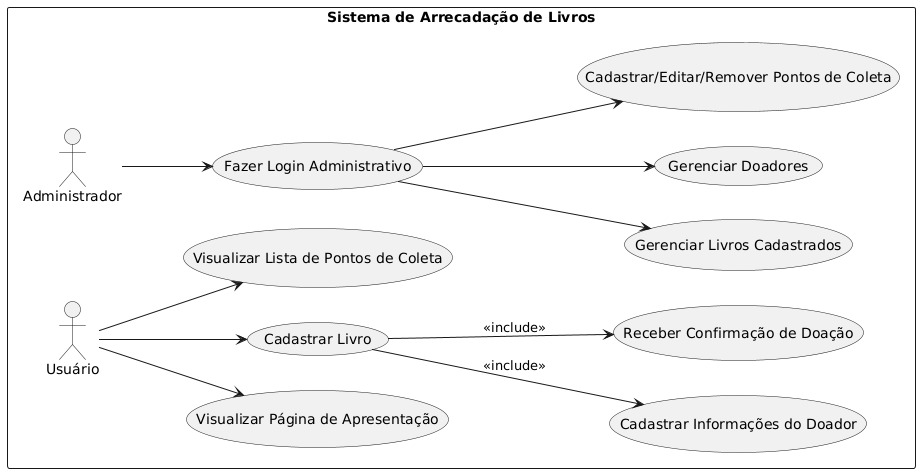 Sistema de Arrecadação de Livros
Cadastrar/Editar/Remover Pontos de Coleta
Administrador
Fazer Login Administrativo
Gerenciar Doadores
Gerenciar Livros Cadastrados
Visualizar Lista de Pontos de Coleta
Usuário
Cadastrar Livro
«include»
Receber Confirmação de Doação
«include»
Cadastrar Informações do Doador
Visualizar Página de Apresentação